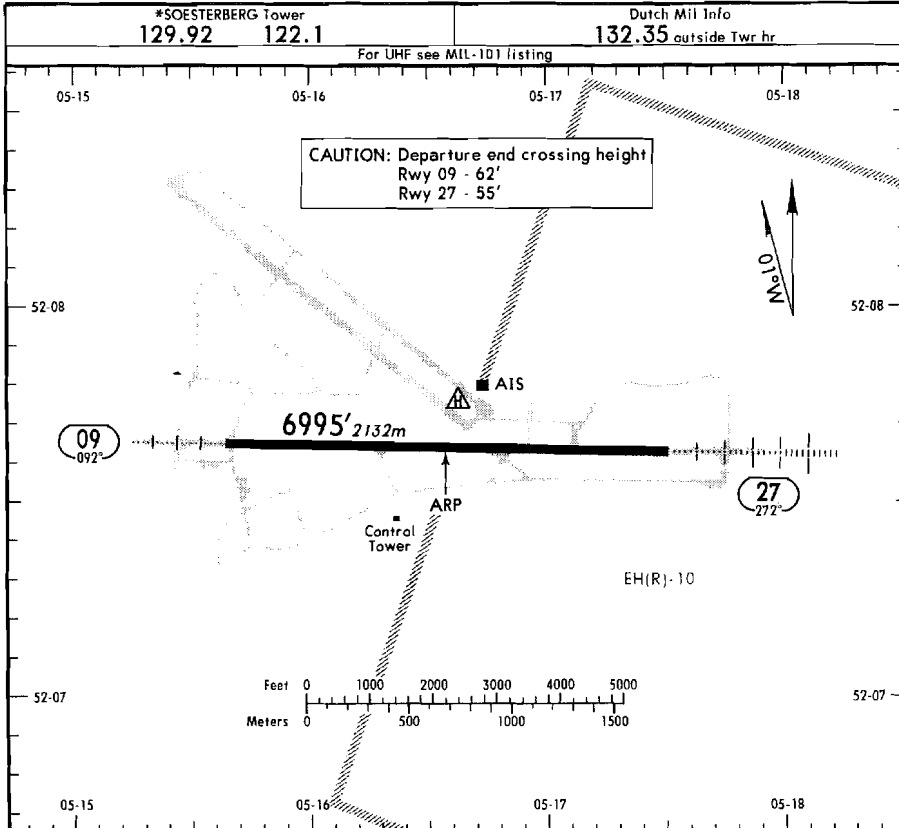 *SOESTERBERG Tower
129.92 122.1
Dutch Mil Info
132.35 outside Twr hr
For UHF see MIL-101 listing
05-15 05-16 05-17 05-18
CAUTION: Departure end crossing height
Rwy 09 - 62'
Rwy 27 - 55'
01°W
52-08 52-08
AIS
H
6995' 2132m
09
092°
27
272°
ARP
Control
Tower
EH(R)-10
Feet 0 1000 2000 3000 4000 5000
Meters 0 500 1000 1500
52-07 52-07
05-15 05-16 05-17 05-18